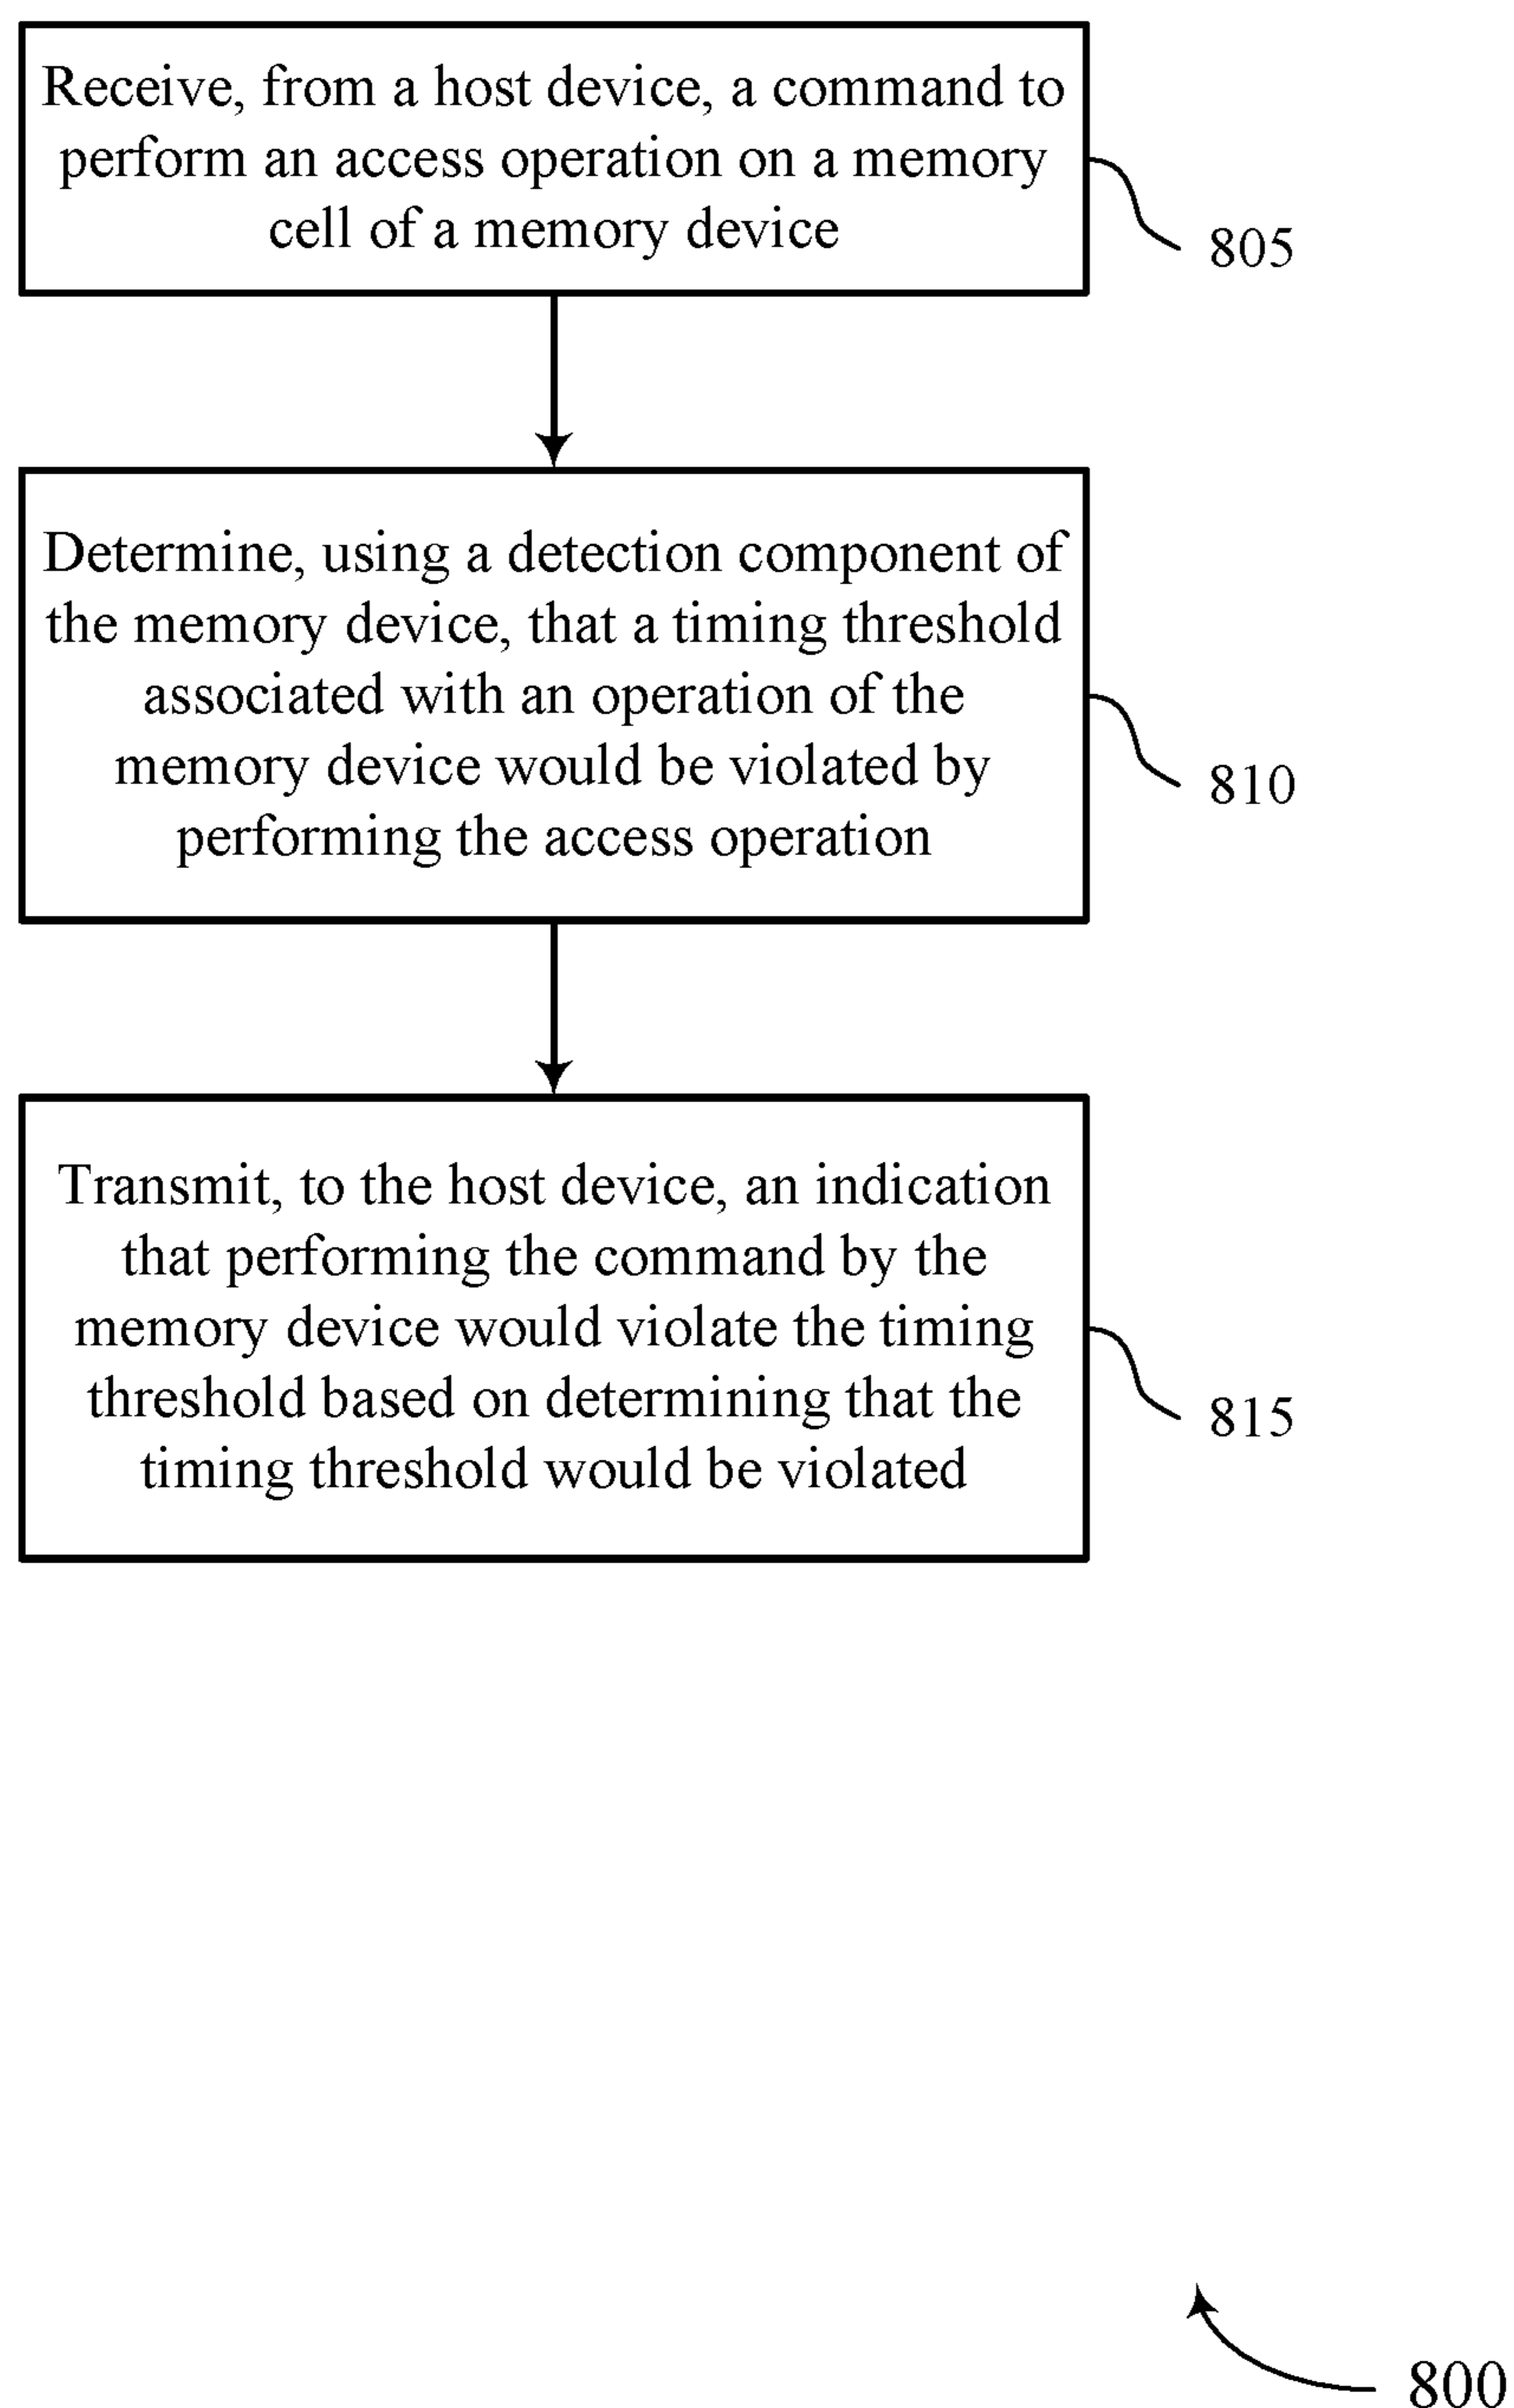 Receive, from a host device, a command to
perform an access operation on a memory
cell of a memory device
805
Determine, using a detection component of
the memory device, that a timing threshold
associated with an operation of the
memory device would be violated by
performing the access operation
810
Transmit, to the host device, an indication
that performing the command by the
memory device would violate the timing
threshold based on determining that the
timing threshold would be violated
815
800